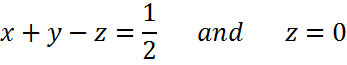 x + y − z = 1/2 and z = 0